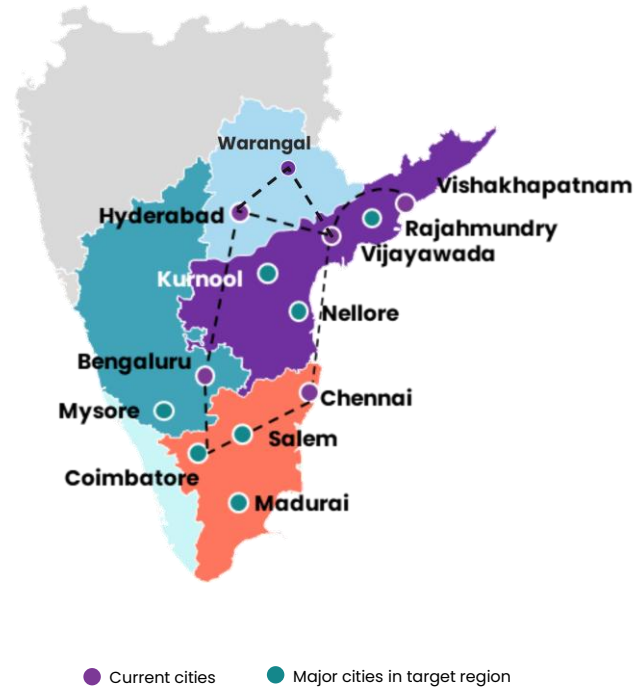 Warangal
Vishakhapatnam
Hyderabad
Rajahmundry
Vijayawada
Kurnool
Nellore
Bengaluru
Chennai
Mysore
Salem
Coimbatore
Madurai
Current cities
Major cities in target region